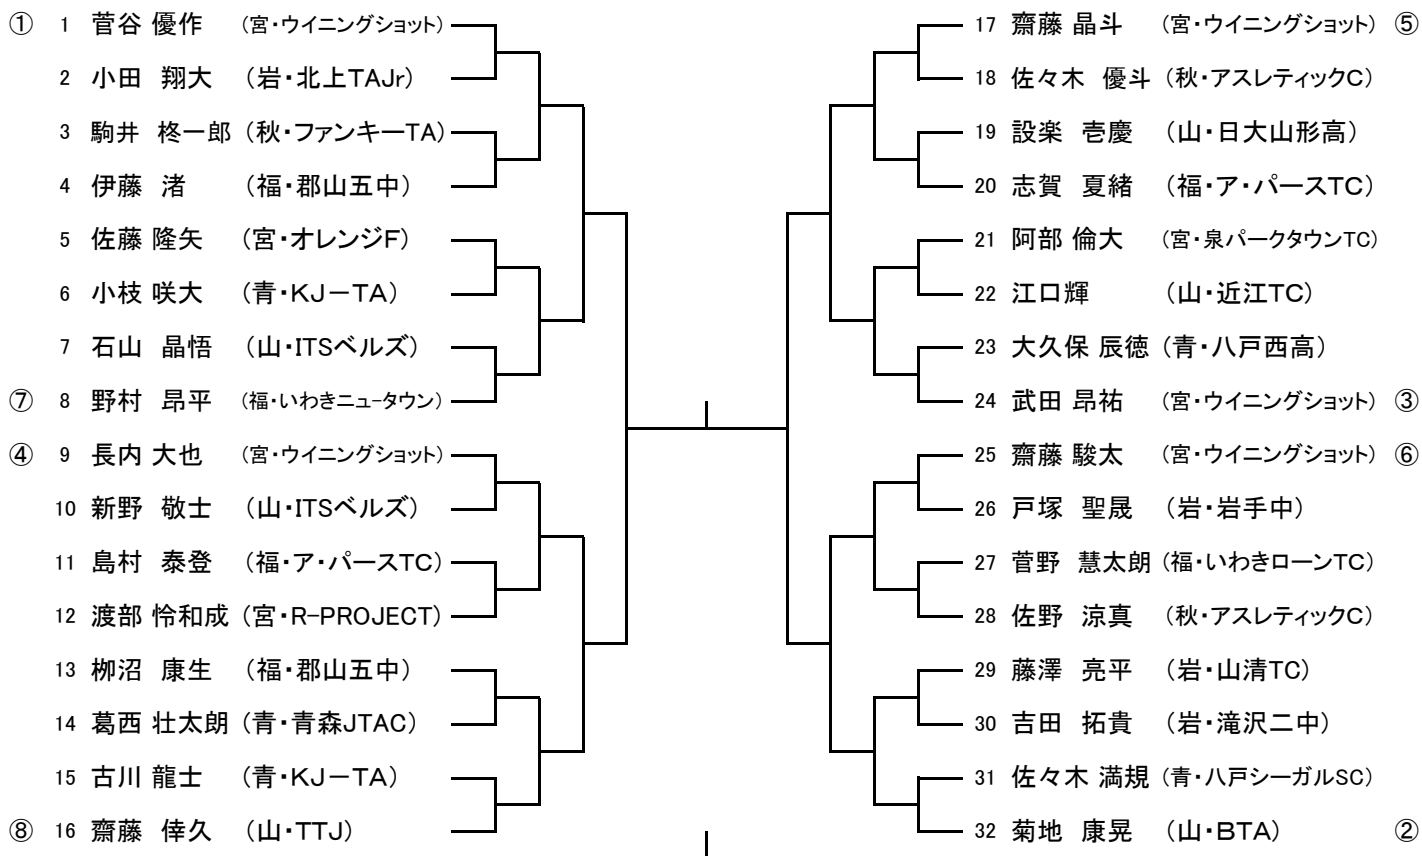 ① 1 菅谷 優作 (宮・ウイニングショット)
2 小田 翔大 (岩・北上TAJr)
3 駒井 柊一郎 (秋・ファンキーTA)
4 伊藤 渚 (福・郡山五中)
5 佐藤 隆矢 (宮・オレンジF)
6 小枝 咲大 (青・KJ－TA)
7 石山 晶悟 (山・ITSベルズ)
⑦ 8 野村 昂平 (福・いわきニュータウン)
④ 9 長内 大也 (宮・ウイニングショット)
10 新野 敬士 (山・ITSベルズ)
11 島村 泰登 (福・ア・パースTC)
12 渡部 怜和成 (宮・R-PROJECT)
13 栁沼 康生 (福・郡山五中)
14 葛西 壮太朗 (青・青森JTAC)
15 古川 龍士 (青・KJ－TA)
⑧ 16 齋藤 倖久 (山・TTJ)
17 齋藤 晶斗 (宮・ウイニングショット) ⑤
18 佐々木 優斗 (秋・アスレティックC)
19 設楽 壱慶 (山・日大山形高)
20 志賀 夏緒 (福・ア・パースTC)
21 阿部 倫大 (宮・泉パークタウンTC)
22 江口輝 (山・近江TC)
23 大久保 辰徳 (青・八戸西高)
24 武田 昂祐 (宮・ウイニングショット) ③
25 齋藤 駿太 (宮・ウイニングショット) ⑥
26 戸塚 聖晟 (岩・岩手中)
27 菅野 慧太朗 (福・いわきローンTC)
28 佐野 涼真 (秋・アスレティックC)
29 藤澤 亮平 (岩・山清TC)
30 吉田 拓貴 (岩・滝沢二中)
31 佐々木 満規 (青・八戸シーガルSC)
32 菊地 康晃 (山・BTA) ②